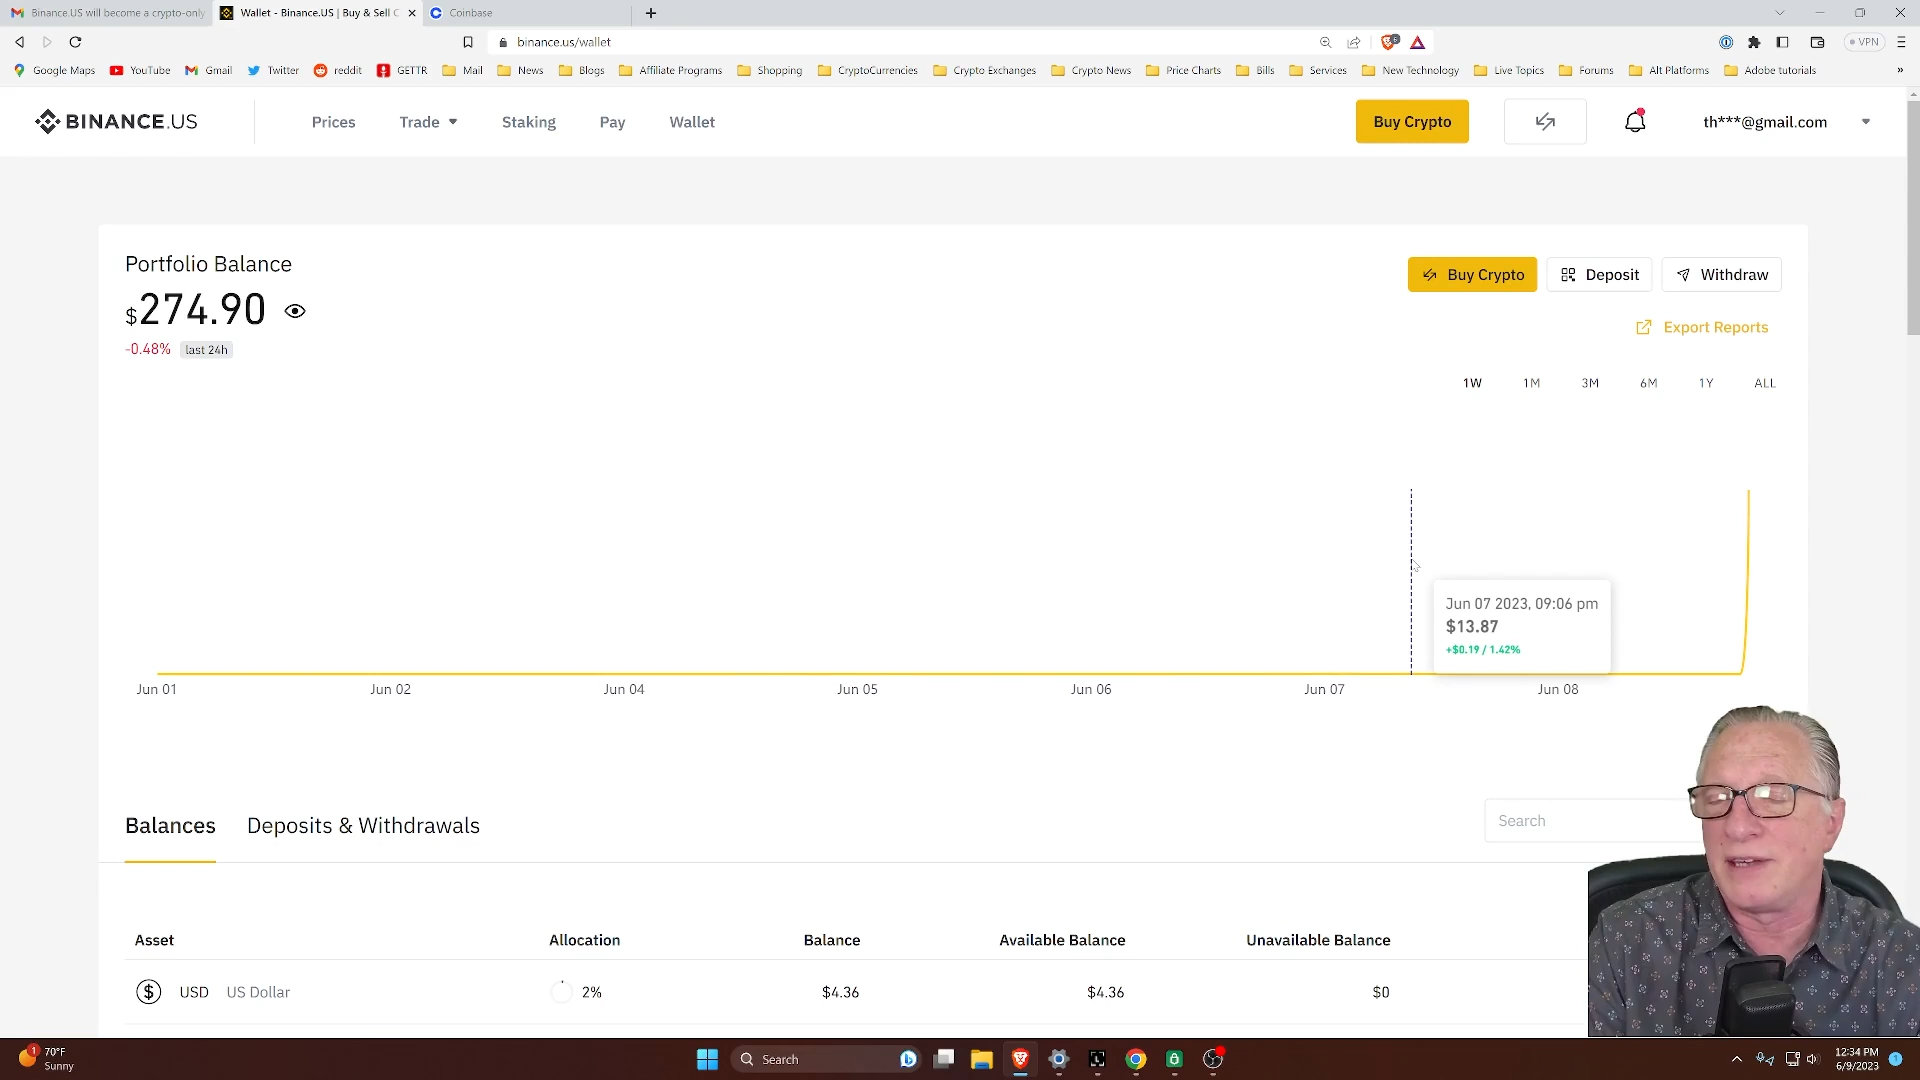 Binance.US will become a crypto-only
Wallet - Binance.US | Buy & Sell C
Coinbase
binance.us/wallet
VPN
Google Maps
YouTube
Gmail
Twitter
reddit
GETTR
Mail
News
Blogs
Affiliate Programs
Shopping
CryptoCurrencies
Crypto Exchanges
Crypto News
Price Charts
Bills
Services
New Technology
Live Topics
Forums
Alt Platforms
Adobe tutorials
BINANCE.US
Prices
Trade
Staking
Pay
Wallet
Buy Crypto
th***@gmail.com
Portfolio Balance
$274.90
-0.48% last 24h
Buy Crypto
Deposit
Withdraw
Export Reports
1W 1M 3M 6M 1Y ALL
Jun 07 2023, 09:06 pm
$13.87
+$0.19 / 1.42%
Jun 01 Jun 02 Jun 04 Jun 05 Jun 06 Jun 07 Jun 08
Balances
Deposits & Withdrawals
Search
Asset Allocation Balance Available Balance Unavailable Balance
USD US Dollar 2% $4.36 $4.36 $0
1
70°F
Sunny
Search
12:34 PM
6/9/2023
1